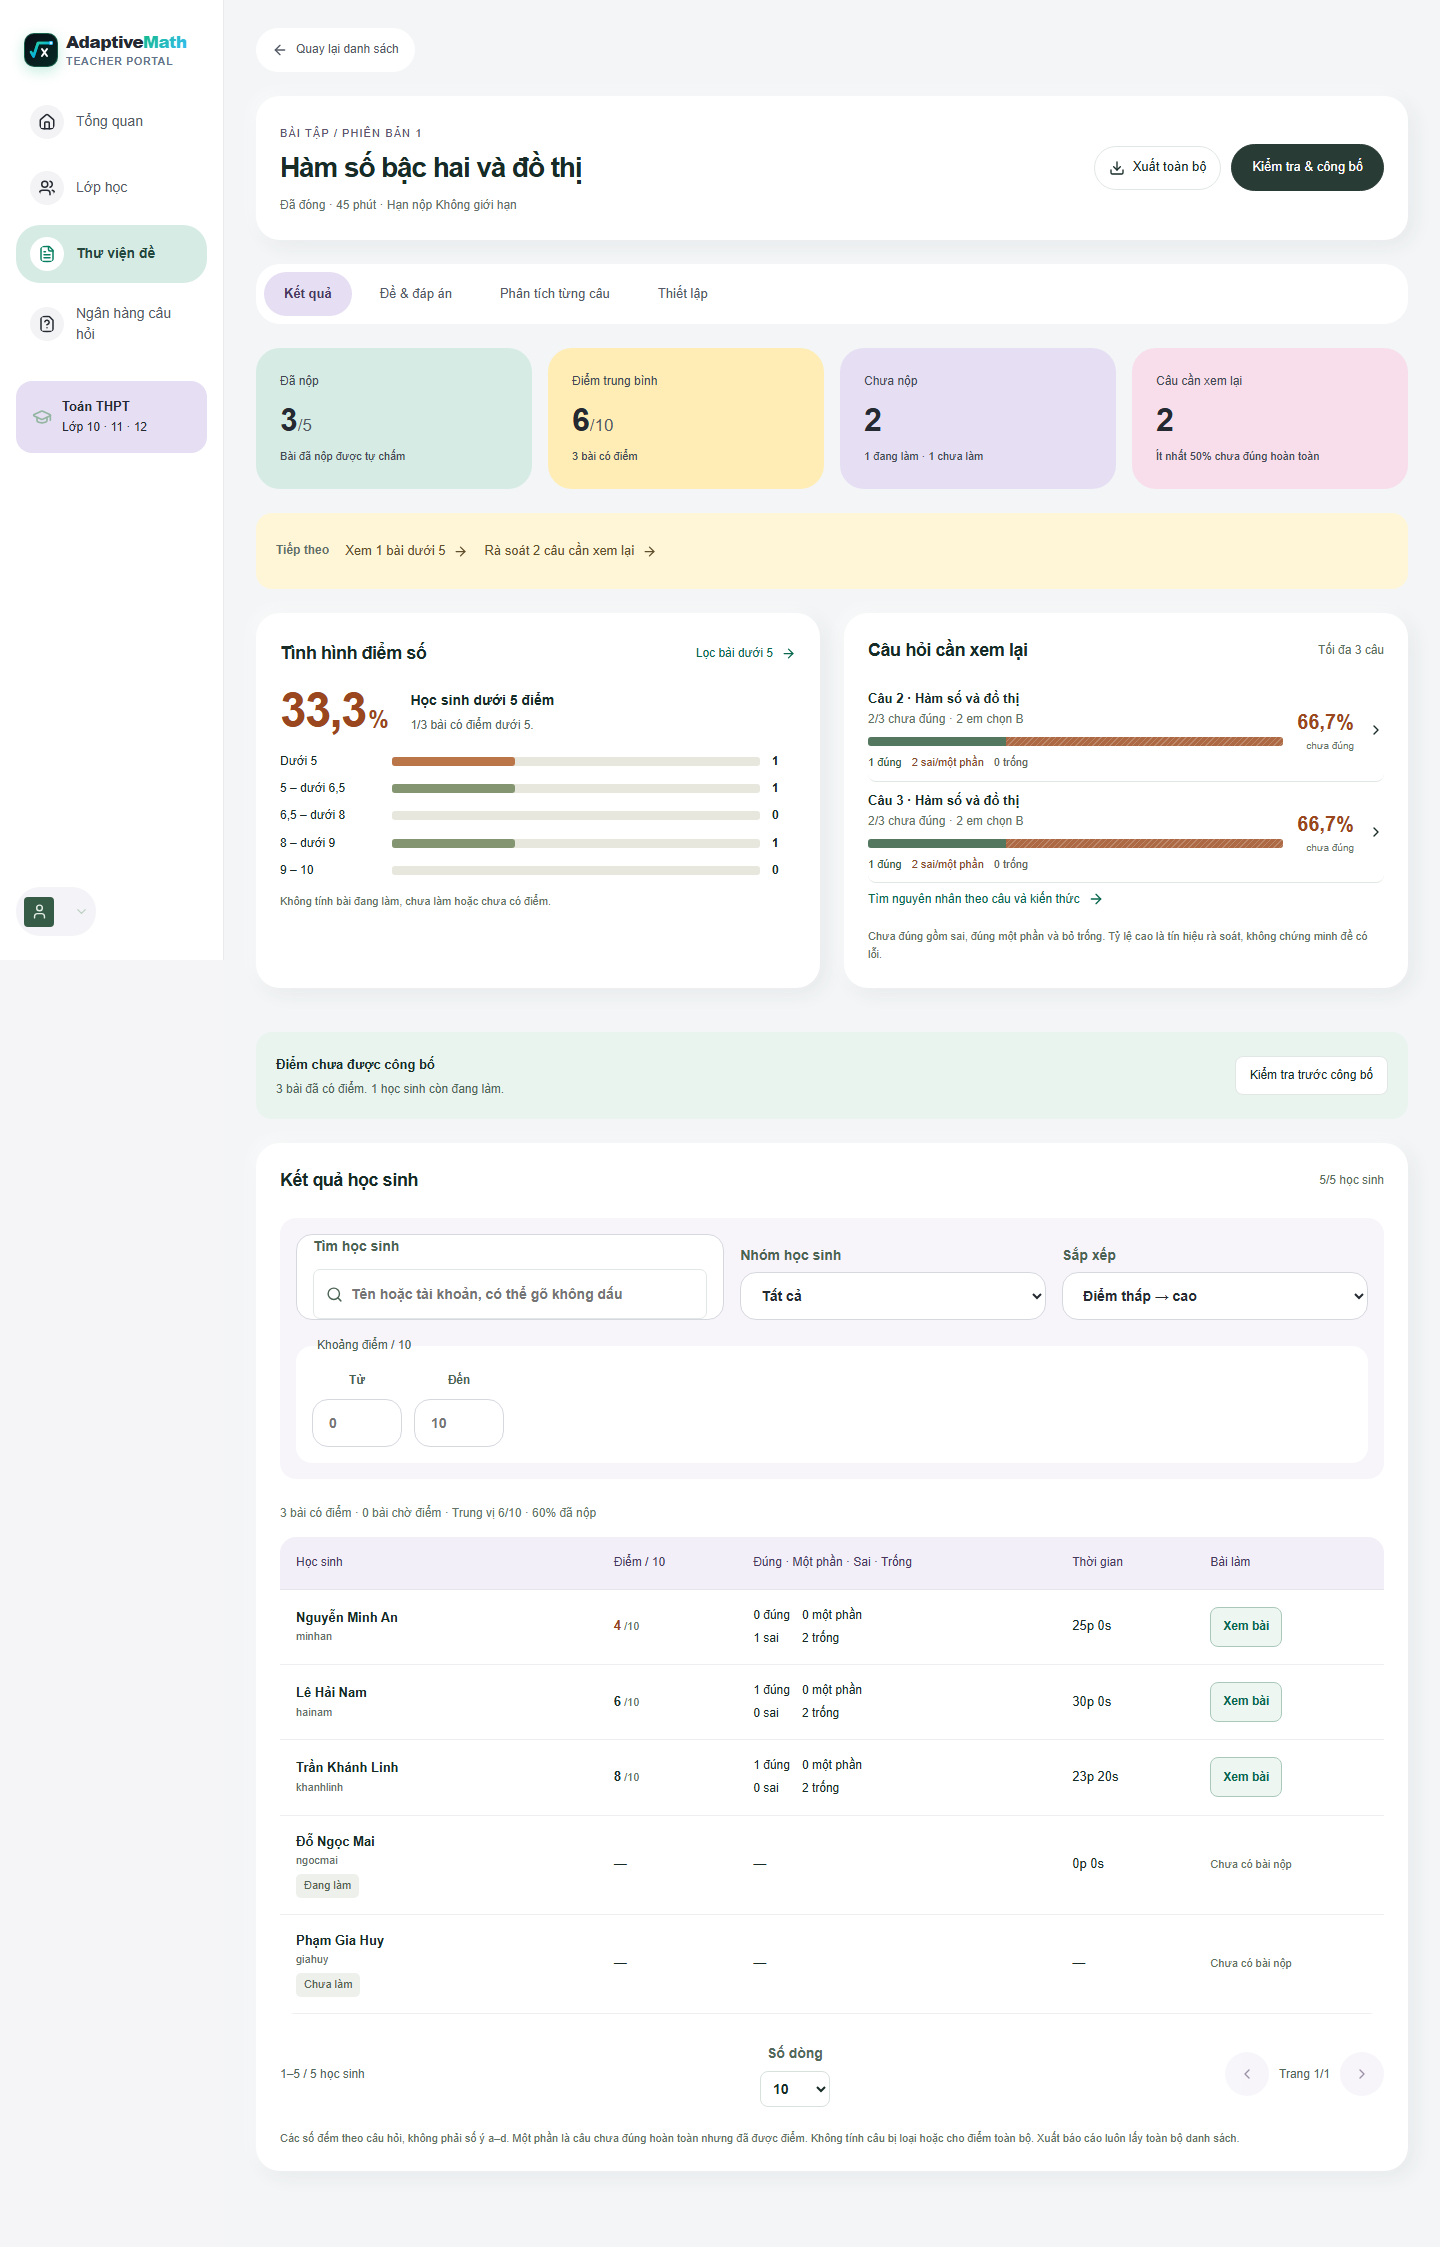 AdaptiveMath
TEACHER PORTAL
Tổng quan
Lớp học
Thư viện đề
Ngân hàng câu
hỏi
Toán THPT
Lớp 10 · 11 · 12
Quay lại danh sách
BÀI TẬP / PHIÊN BẢN 1
Hàm số bậc hai và đồ thị
Đã đóng · 45 phút · Hạn nộp Không giới hạn
Xuất toàn bộ
Kiểm tra & công bố
Kết quả
Đề & đáp án
Phân tích từng câu
Thiết lập
Đã nộp
3/5
Bài đã nộp được tự chấm
Điểm trung bình
6/10
3 bài có điểm
Chưa nộp
2
1 đang làm · 1 chưa làm
Câu cần xem lại
2
Ít nhất 50% chưa đúng hoàn toàn
Tiếp theo
Xem 1 bài dưới 5 →
Rà soát 2 câu cần xem lại →
Tình hình điểm số
Lọc bài dưới 5 →
33,3%
Học sinh dưới 5 điểm
1/3 bài có điểm dưới 5.
Dưới 5 1
5 – dưới 6,5 1
6,5 – dưới 8 0
8 – dưới 9 1
9 – 10 0
Không tính bài đang làm, chưa làm hoặc chưa có điểm.
Câu hỏi cần xem lại
Tối đa 3 câu
Câu 2 · Hàm số và đồ thị
2/3 chưa đúng · 2 em chọn B
66,7%
chưa đúng
1 đúng 2 sai/một phần 0 trống
Câu 3 · Hàm số và đồ thị
2/3 chưa đúng · 2 em chọn B
66,7%
chưa đúng
1 đúng 2 sai/một phần 0 trống
Tìm nguyên nhân theo câu và kiến thức →
Chưa đúng gồm sai, đúng một phần và bỏ trống. Tỷ lệ cao là tín hiệu rà soát, không chứng minh đề có
lỗi.
Điểm chưa được công bố
3 bài đã có điểm. 1 học sinh còn đang làm.
Kiểm tra trước công bố
Kết quả học sinh
5/5 học sinh
Tìm học sinh
Tên hoặc tài khoản, có thể gõ không dấu
Nhóm học sinh
Tất cả
Sắp xếp
Điểm thấp → cao
Khoảng điểm / 10
Từ
Đến
0
10
3 bài có điểm · 0 bài chờ điểm · Trung vị 6/10 · 60% đã nộp
Học sinh Điểm / 10 Đúng · Một phần · Sai · Trống Thời gian Bài làm
Nguyễn Minh An
minhan
4 /10
0 đúng 0 một phần
1 sai 2 trống
25p 0s
Xem bài
Lê Hải Nam
hainam
6 /10
1 đúng 0 một phần
0 sai 2 trống
30p 0s
Xem bài
Trần Khánh Linh
khanhlinh
8 /10
1 đúng 0 một phần
0 sai 2 trống
23p 20s
Xem bài
Đỗ Ngọc Mai
ngocmai
Đang làm
—
—
0p 0s
Chưa có bài nộp
Phạm Gia Huy
giahuy
Chưa làm
—
—
—
Chưa có bài nộp
1–5 / 5 học sinh
Số dòng
10
Trang 1/1
Các số đếm theo câu hỏi, không phải số ý a–d. Một phần là câu chưa đúng hoàn toàn nhưng đã được điểm. Không tính câu bị loại hoặc cho điểm toàn bộ. Xuất báo cáo luôn lấy toàn bộ danh sách.